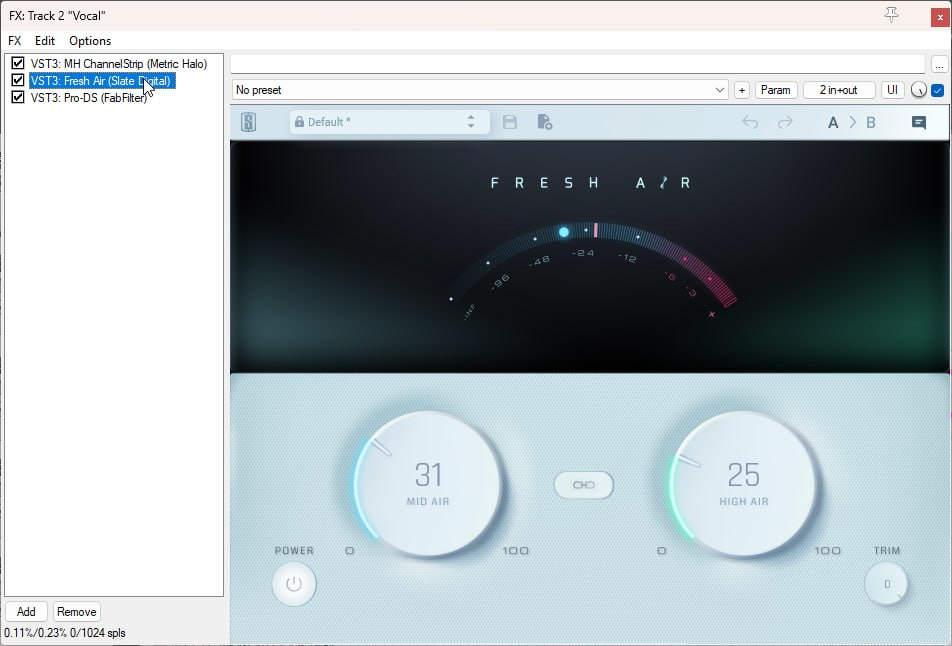 FX: Track 2 "Vocal"
x
FX Edit Options
VST3: MH ChannelStrip (Metric Halo)
VST3: Fresh Air (Slate Digital)
VST3: Pro-DS (FabFilter)
...
No preset
+
Param
2 in+out
UI
Default *
A > B
FRESH AIR
-INF
-96
-48
-24
-12
-6
-3
+
31
MID AIR
25
HIGH AIR
0
100
0
100
POWER
TRIM
0
Add
Remove
0.11%/0.23% 0/1024 spls